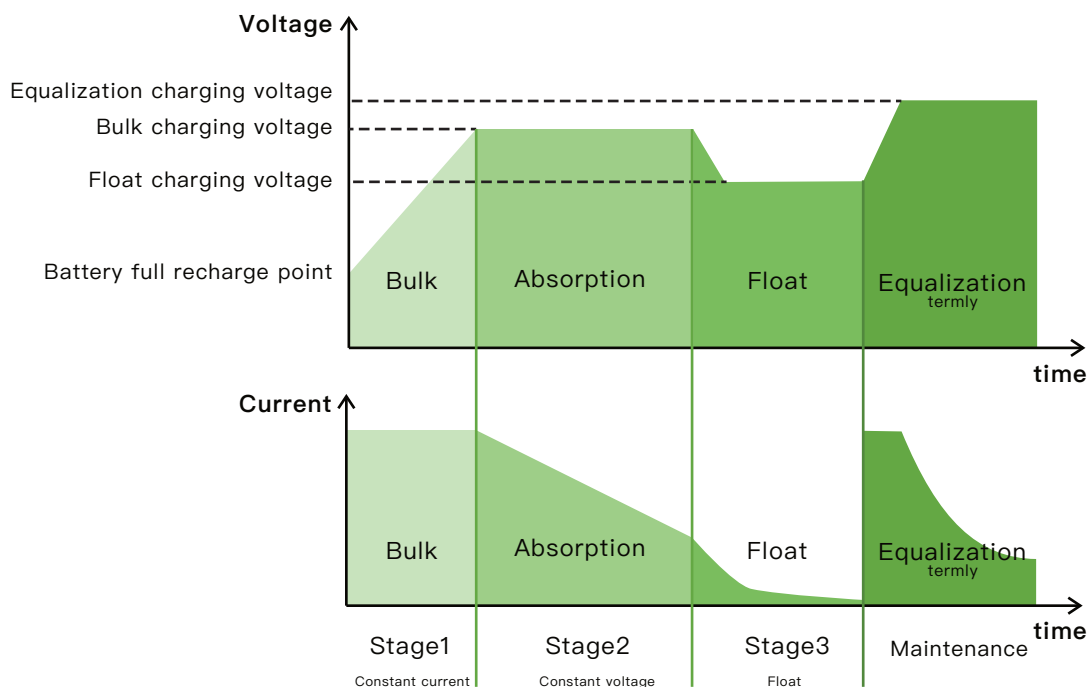 Voltage
Equalization charging voltage
Bulk charging voltage
Float charging voltage
Battery full recharge point
Bulk
Absorption
Float
Equalization
termly
time
Current
Bulk
Absorption
Float
Equalization
termly
time
Stage1
Stage2
Stage3
Maintenance
Constant current
Constant voltage
Float